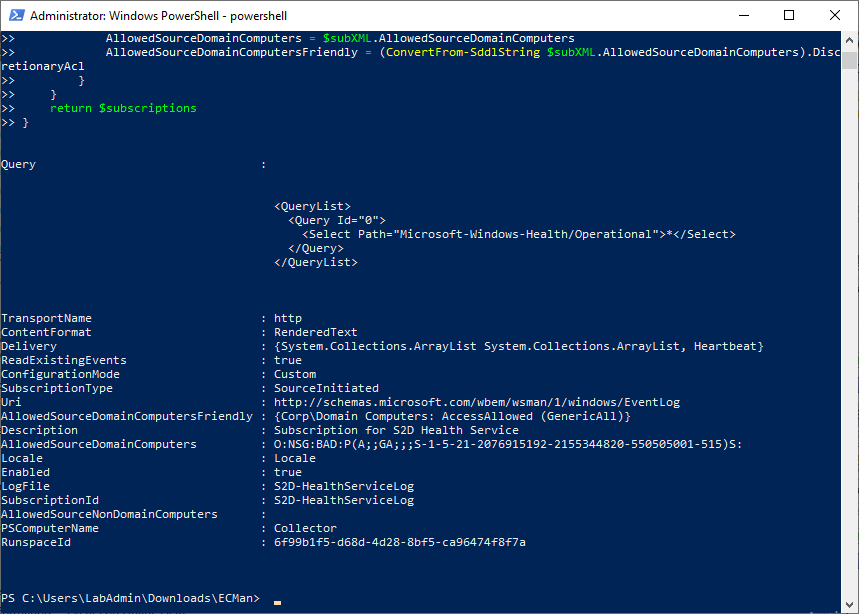 Administrator: Windows PowerShell - powershell
>>             AllowedSourceDomainComputers = $subXML.AllowedSourceDomainComputers
>>             AllowedSourceDomainComputersFriendly = (ConvertFrom-SddlString $subXML.AllowedSourceDomainComputers).Disc
retionaryAcl
>>         }
>>     }
>>     return $subscriptions
>> }
Query                                :
<QueryList>
<Query Id="0">
<Select Path="Microsoft-Windows-Health/Operational">*</Select>
</Query>
</QueryList>
TransportName                        : http
ContentFormat                        : RenderedText
Delivery                             : {System.Collections.ArrayList System.Collections.ArrayList, Heartbeat}
ReadExistingEvents                   : true
ConfigurationMode                    : Custom
SubscriptionType                     : SourceInitiated
Uri                                  : http://schemas.microsoft.com/wbem/wsman/1/windows/EventLog
AllowedSourceDomainComputersFriendly : {Corp\Domain Computers: AccessAllowed (GenericAll)}
Description                          : Subscription for S2D Health Service
AllowedSourceDomainComputers         : O:NSG:BAD:P(A;;GA;;;S-1-5-21-2076915192-2155344820-550505001-515)S:
Locale                               : Locale
Enabled                              : true
LogFile                              : S2D-HealthServiceLog
SubscriptionId                       : S2D-HealthServiceLog
AllowedSourceNonDomainComputers      :
PSComputerName                       : Collector
RunspaceId                           : 6f99b1f5-d68d-4d28-8bf5-ca96474f8f7a
PS C:\Users\LabAdmin\Downloads\ECMan>